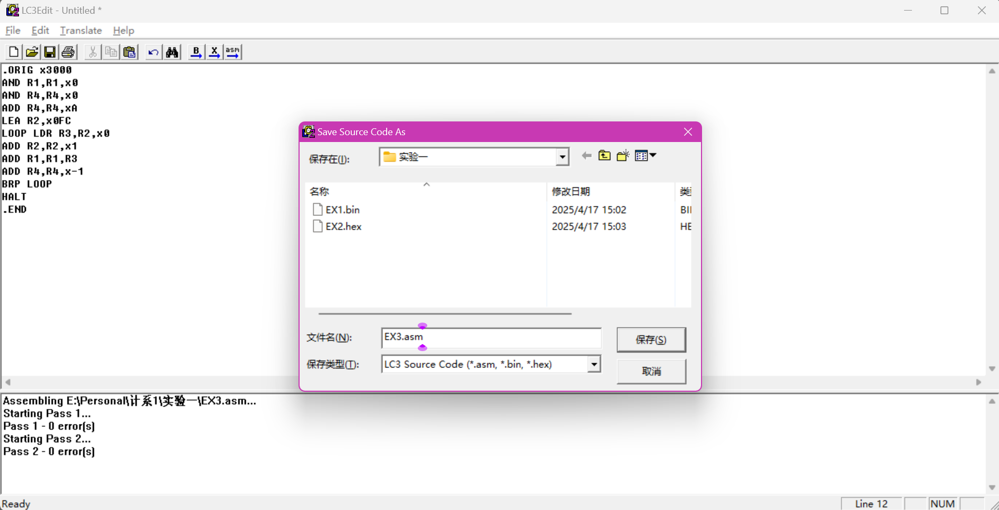 LC3Edit - Untitled *
File Edit Translate Help
B X asm
.ORIG x3000
AND R1,R1,x0
AND R4,R4,x0
ADD R4,R4,xA
LEA R2,x0FC
LOOP LDR R3,R2,x0
ADD R2,R2,x1
ADD R1,R1,R3
ADD R4,R4,x-1
BRP LOOP
HALT
.END
Save Source Code As
保存在(I):
实验一
名称 修改日期
EX1.bin 2025/4/17 15:02
EX2.hex 2025/4/17 15:03
文件名(N): EX3.asm 保存(S)
保存类型(T): LC3 Source Code (*.asm, *.bin, *.hex) 取消
Assembling E:\Personal\计系1\实验一\EX3.asm...
Starting Pass 1...
Pass 1 - 0 error(s)
Starting Pass 2...
Pass 2 - 0 error(s)
Ready Line 12 NUM